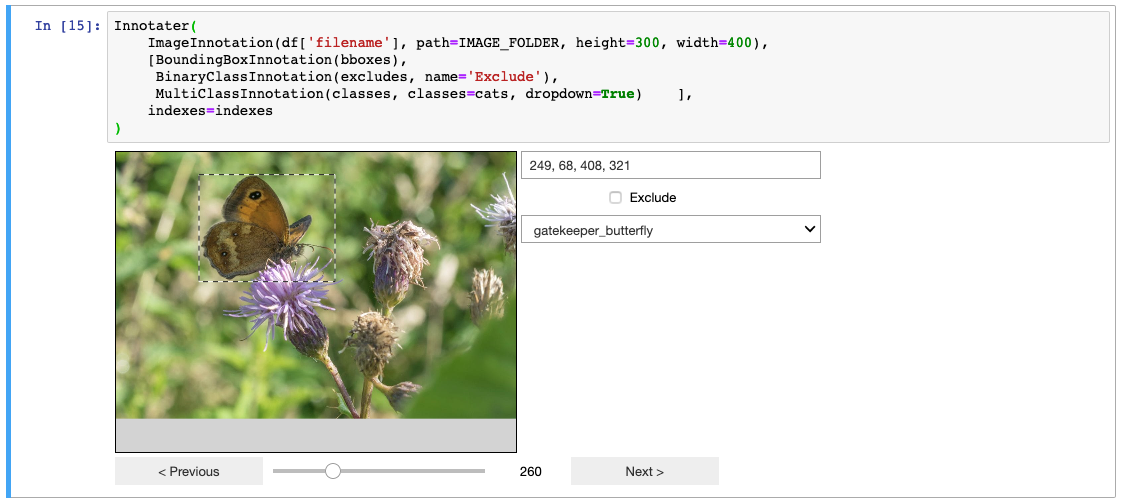 In [15]: Innotater(
ImageInnotation(df['filename'], path=IMAGE_FOLDER, height=300, width=400),
[BoundingBoxInnotation(bboxes),
BinaryClassInnotation(excludes, name='Exclude'),
MultiClassInnotation(classes, classes=cats, dropdown=True)    ],
indexes=indexes
)
249, 68, 408, 321
Exclude
gatekeeper_butterfly
< Previous 260 Next >